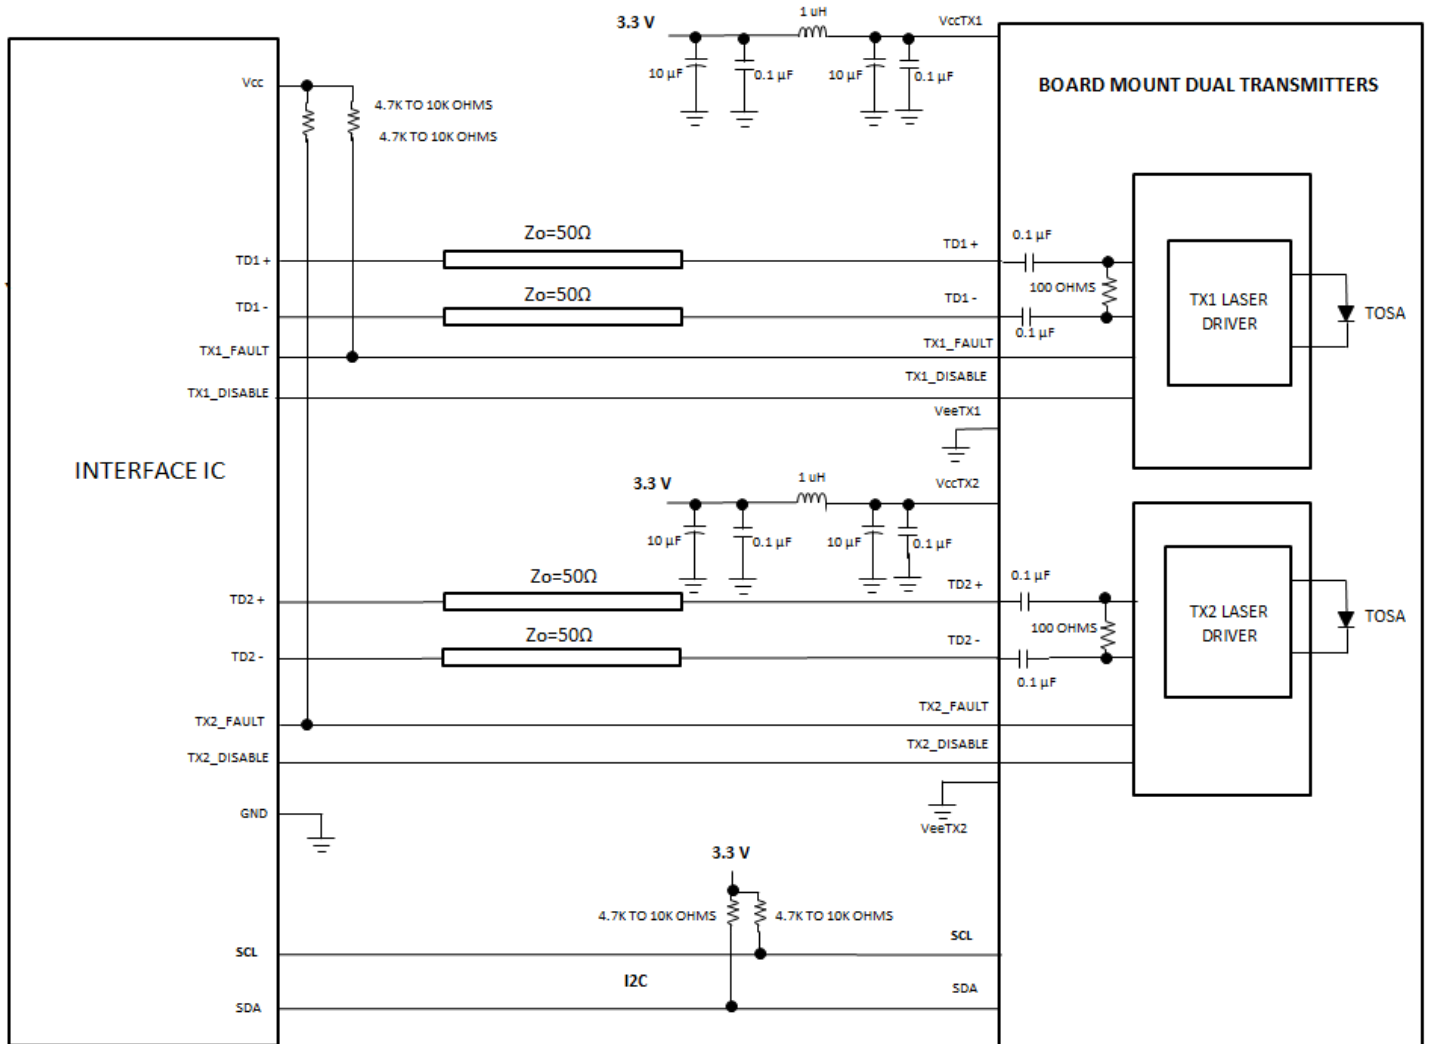 1 uH
VccTX1
3.3 V
10 µF
0.1 µF
10 µF
0.1 µF
BOARD MOUNT DUAL TRANSMITTERS
Vcc
4.7K TO 10K OHMS
4.7K TO 10K OHMS
Zo=50Ω
TD1 +
TD1 +
0.1 µF
Zo=50Ω
100 OHMS
TD1 -
TD1 -
0.1 µF
TX1 LASER
DRIVER
TOSA
TX1_FAULT
TX1_FAULT
TX1_DISABLE
TX1_DISABLE
VeeTX1
INTERFACE IC
1 uH
3.3 V
VccTX2
10 µF
0.1 µF
10 µF
0.1 µF
Zo=50Ω
TD2 +
TD2 +
0.1 µF
Zo=50Ω
100 OHMS
TD2 -
TD2 -
0.1 µF
TX2 LASER
DRIVER
TOSA
TX2_FAULT
TX2_FAULT
TX2_DISABLE
TX2_DISABLE
GND
VeeTX2
3.3 V
4.7K TO 10K OHMS
4.7K TO 10K OHMS
SCL
SCL
I2C
SDA
SDA